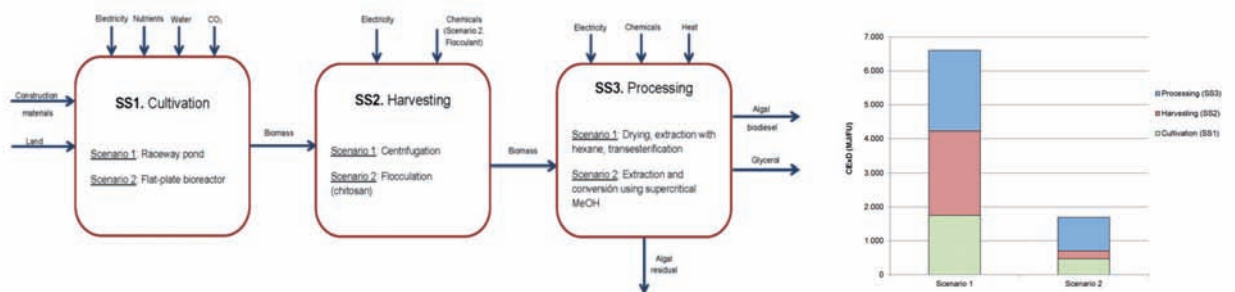 Electricity
Nutrients
Water
CO₂
Construction
materials
Land
SS1. Cultivation
Scenario 1: Raceway pond
Scenario 2: Flat-plate bioreactor
Biomass
Electricity
Chemicals
(Scenario 2.
Flocculant)
SS2. Harvesting
Scenario 1: Centrifugation
Scenario 2: Flocculation
(chitosan)
Biomass
Electricity
Chemicals
Heat
SS3. Processing
Scenario 1: Drying, extraction with
hexane, transesterification
Scenario 2: Extraction and
conversión using supercritical
MeOH
Algal
biodiesel
Glycerol
Algal
residual
CExD (MJ/FU)
7.000
6.000
5.000
4.000
3.000
2.000
1.000
0
Scenario 1
Scenario 2
Processing (SS3)
Harvesting (SS2)
Cultivation (SS1)